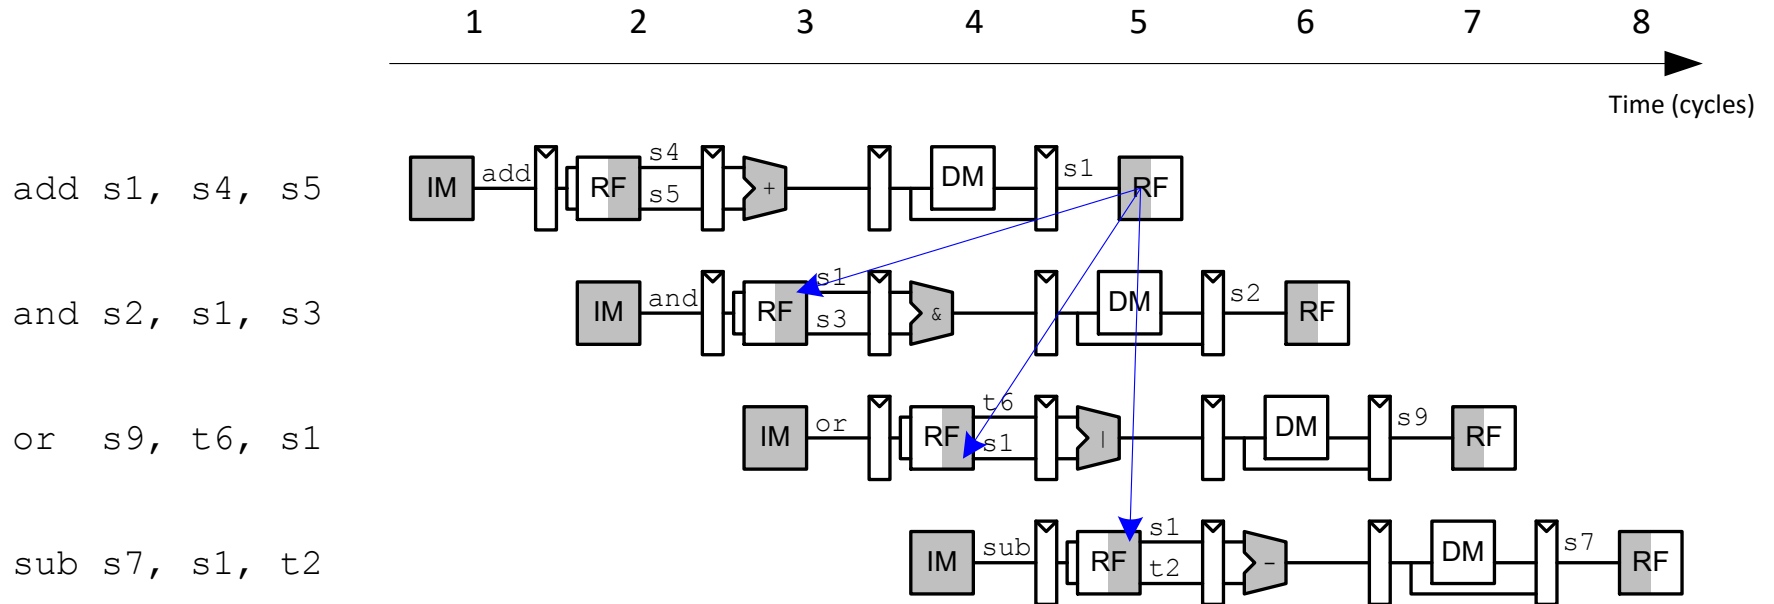 1 2 3 4 5 6 7 8
Time (cycles)
add s1, s4, s5
IM add RF s4 s5 + DM s1 RF
and s2, s1, s3
IM and RF s1 s3 & DM s2 RF
or s9, t6, s1
IM or RF t6 s1 | DM s9 RF
sub s7, s1, t2
IM sub RF s1 t2 - DM s7 RF